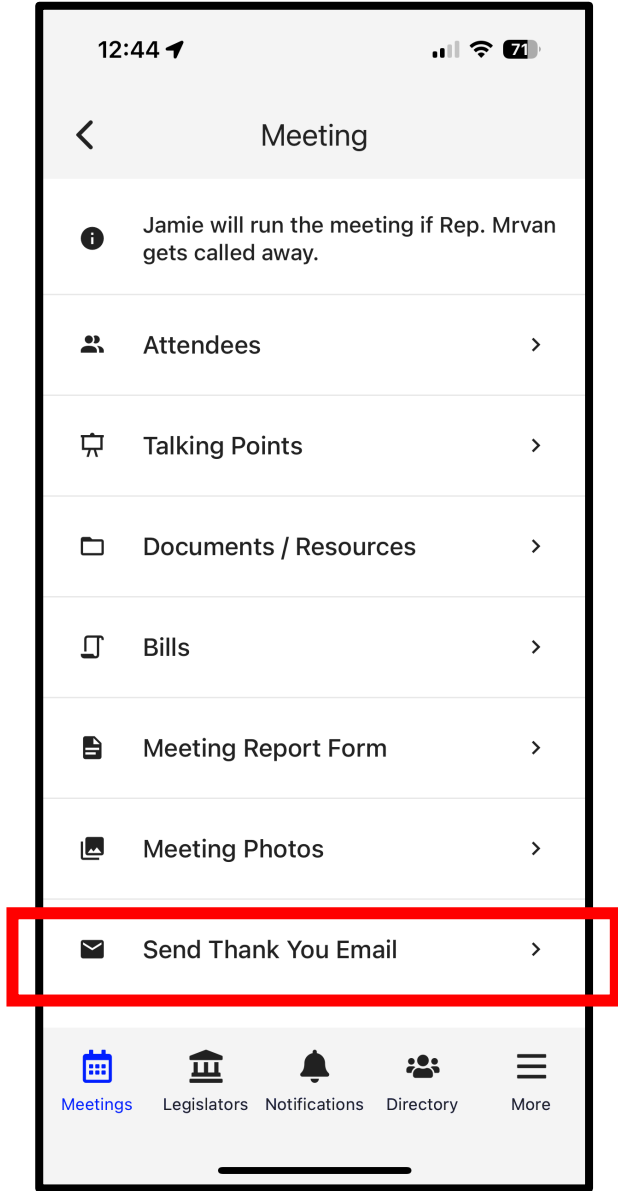 12:44
71
Meeting
Jamie will run the meeting if Rep. Mrvan
gets called away.
Attendees
Talking Points
Documents / Resources
Bills
Meeting Report Form
Meeting Photos
Send Thank You Email
Meetings Legislators Notifications Directory More